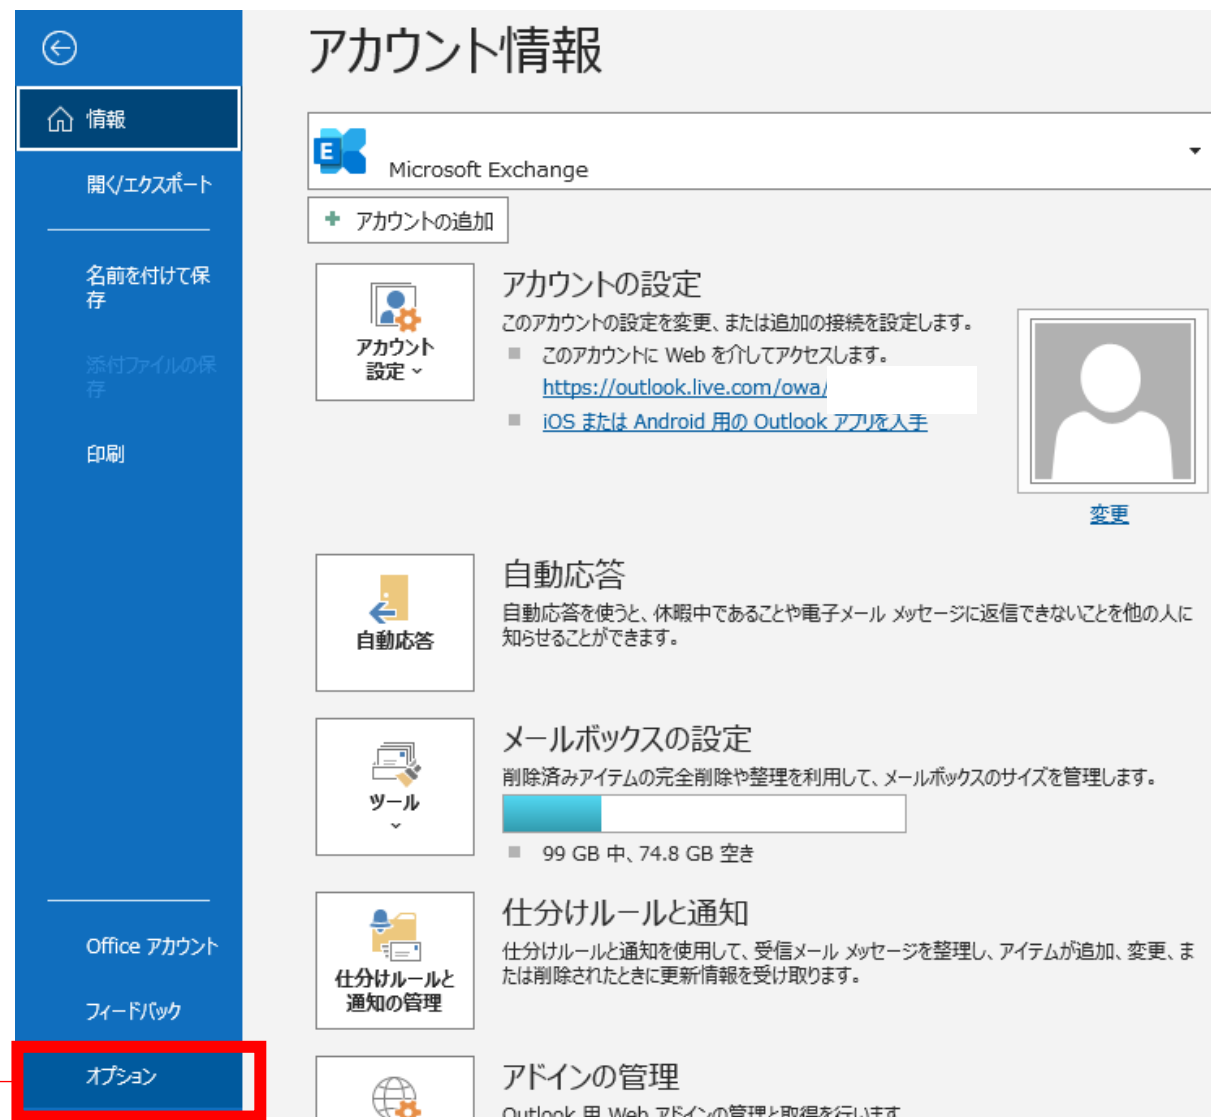 アカウント情報
情報
開く/エクスポート
名前を付けて保
存
添付ファイルの保
存
印刷
Office アカウント
フィードバック
オプション
E
Microsoft Exchange
アカウントの追加
アカウント
設定
アカウントの設定
このアカウントの設定を変更、または追加の接続を設定します。
このアカウントに Web を介してアクセスします。
https://outlook.live.com/owa/
iOS または Android 用の Outlook アプリを入手
変更
自動応答
自動応答
自動応答を使うと、休暇中であることや電子メール メッセージに返信できないことを他の人に
知らせることができます。
ツール
メールボックスの設定
削除済みアイテムの完全削除や整理を利用して、メールボックスのサイズを管理します。
99 GB 中、74.8 GB 空き
仕分けルールと
通知の管理
仕分けルールと通知
仕分けルールと通知を使用して、受信メール メッセージを整理し、アイテムが追加、変更、ま
たは削除されたときに更新情報を受け取ります。
アドインの管理
Outlook 用 Web アドインの管理と取得を行います。